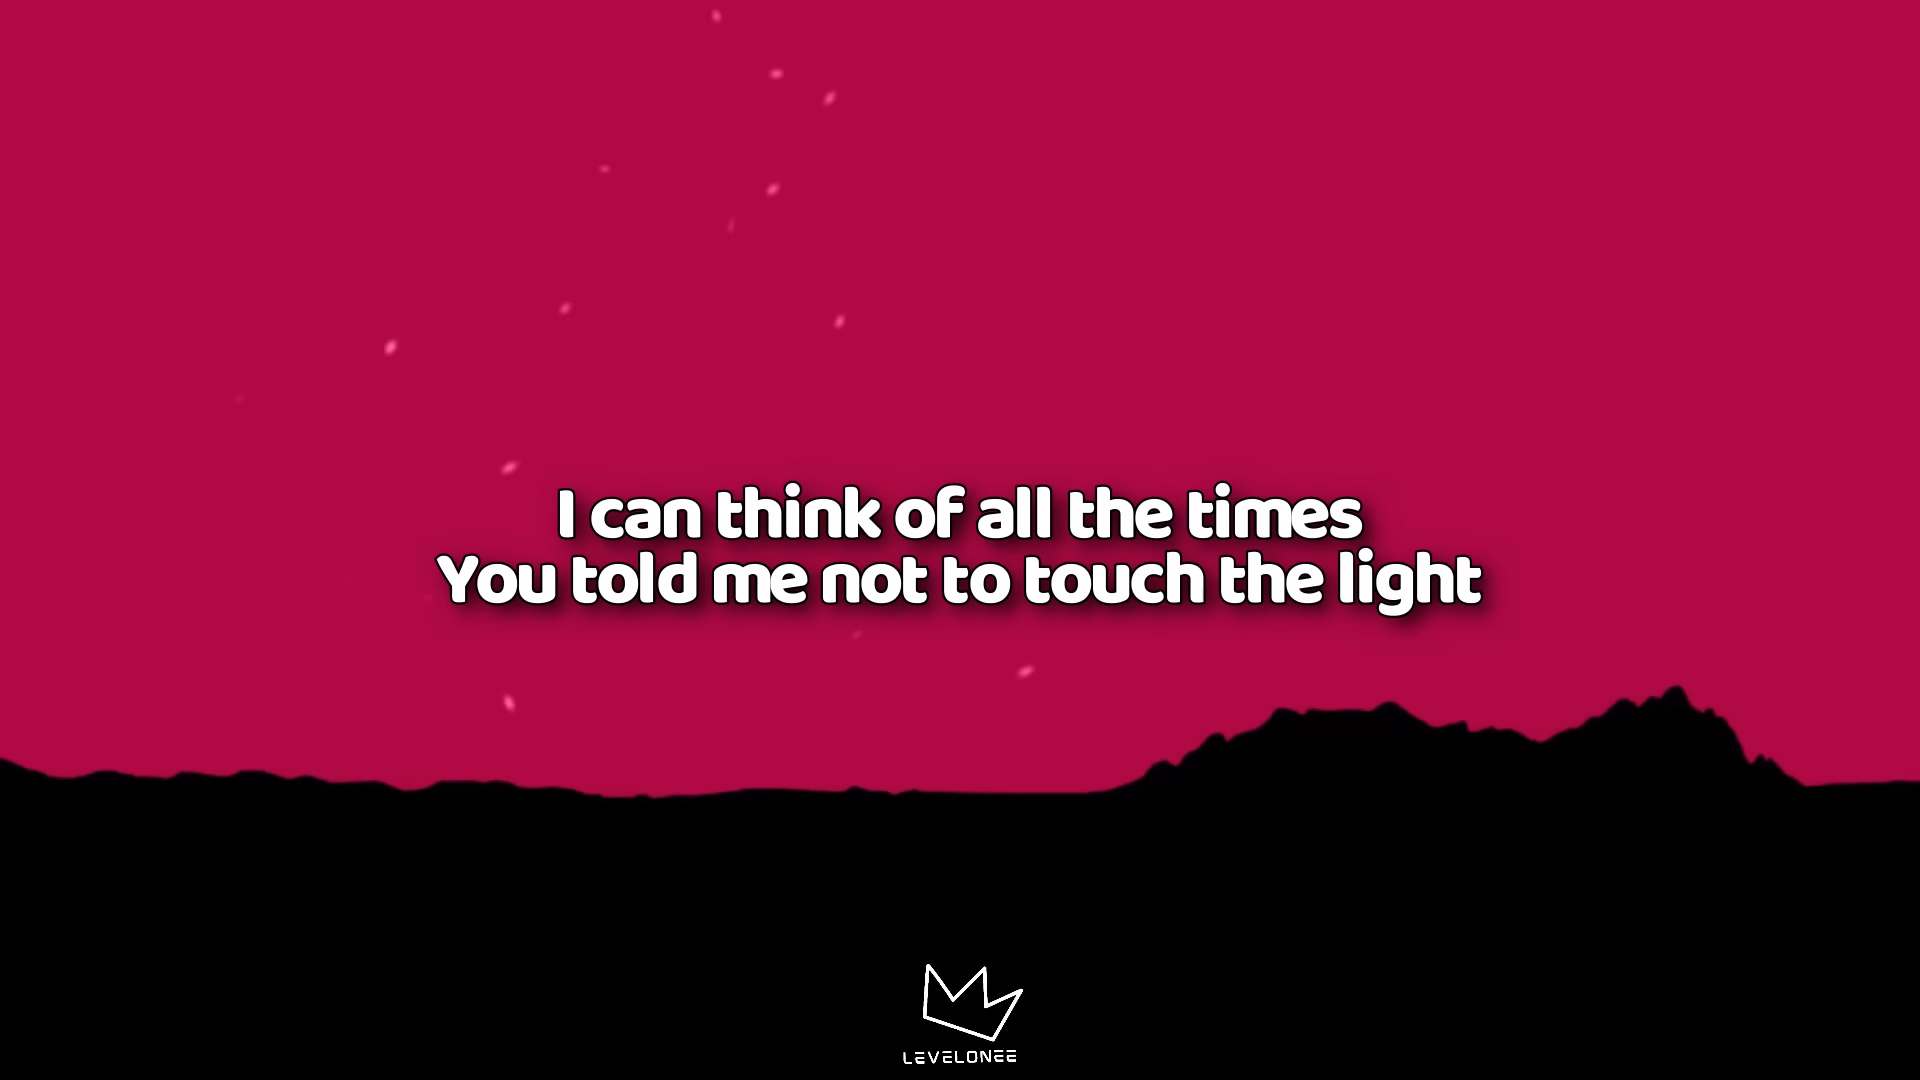 I can think of all the times
You told me not to touch the light
LEVELONEE